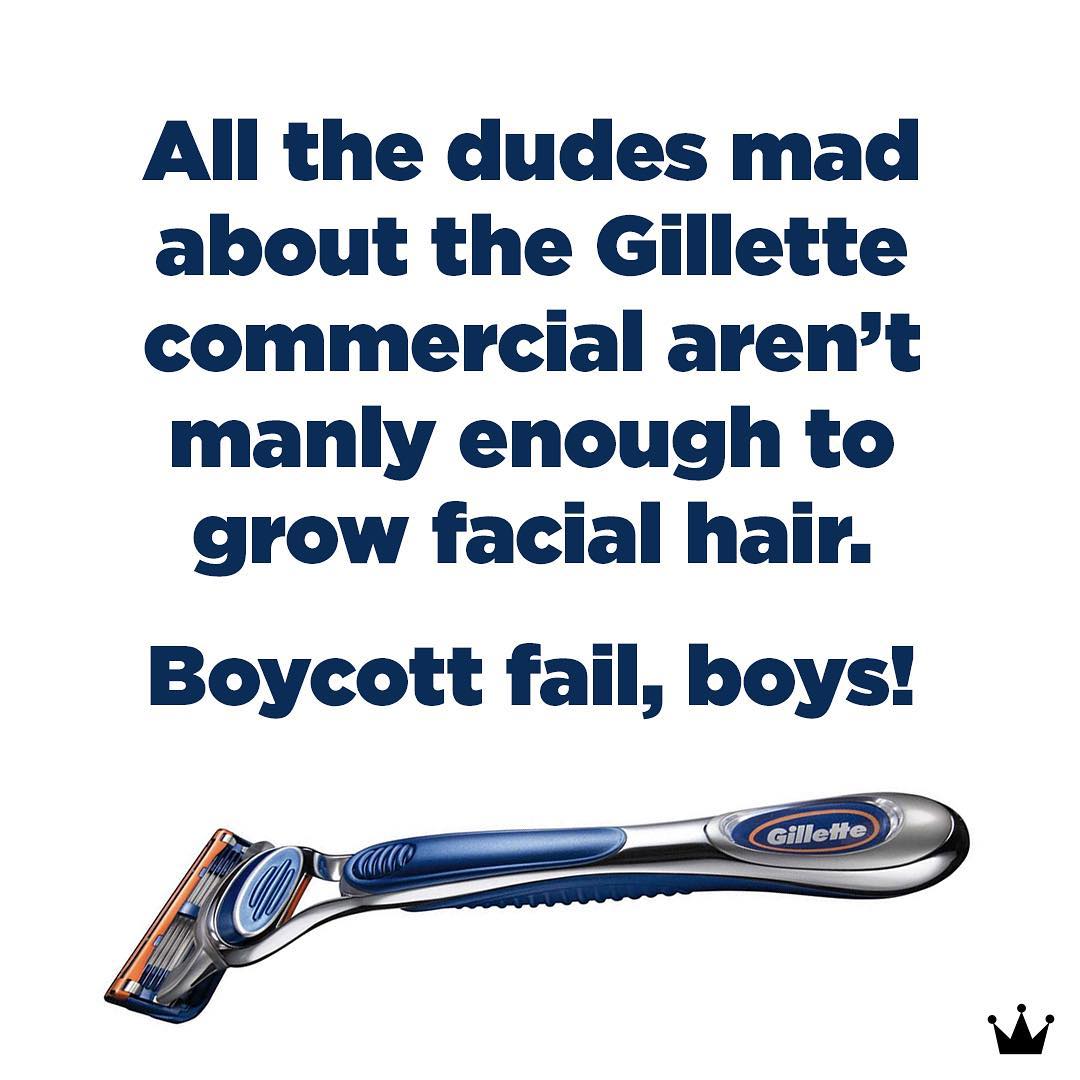 All the dudes mad
about the Gillette
commercial aren’t
manly enough to
grow facial hair.
Boycott fail, boys!
Gillette